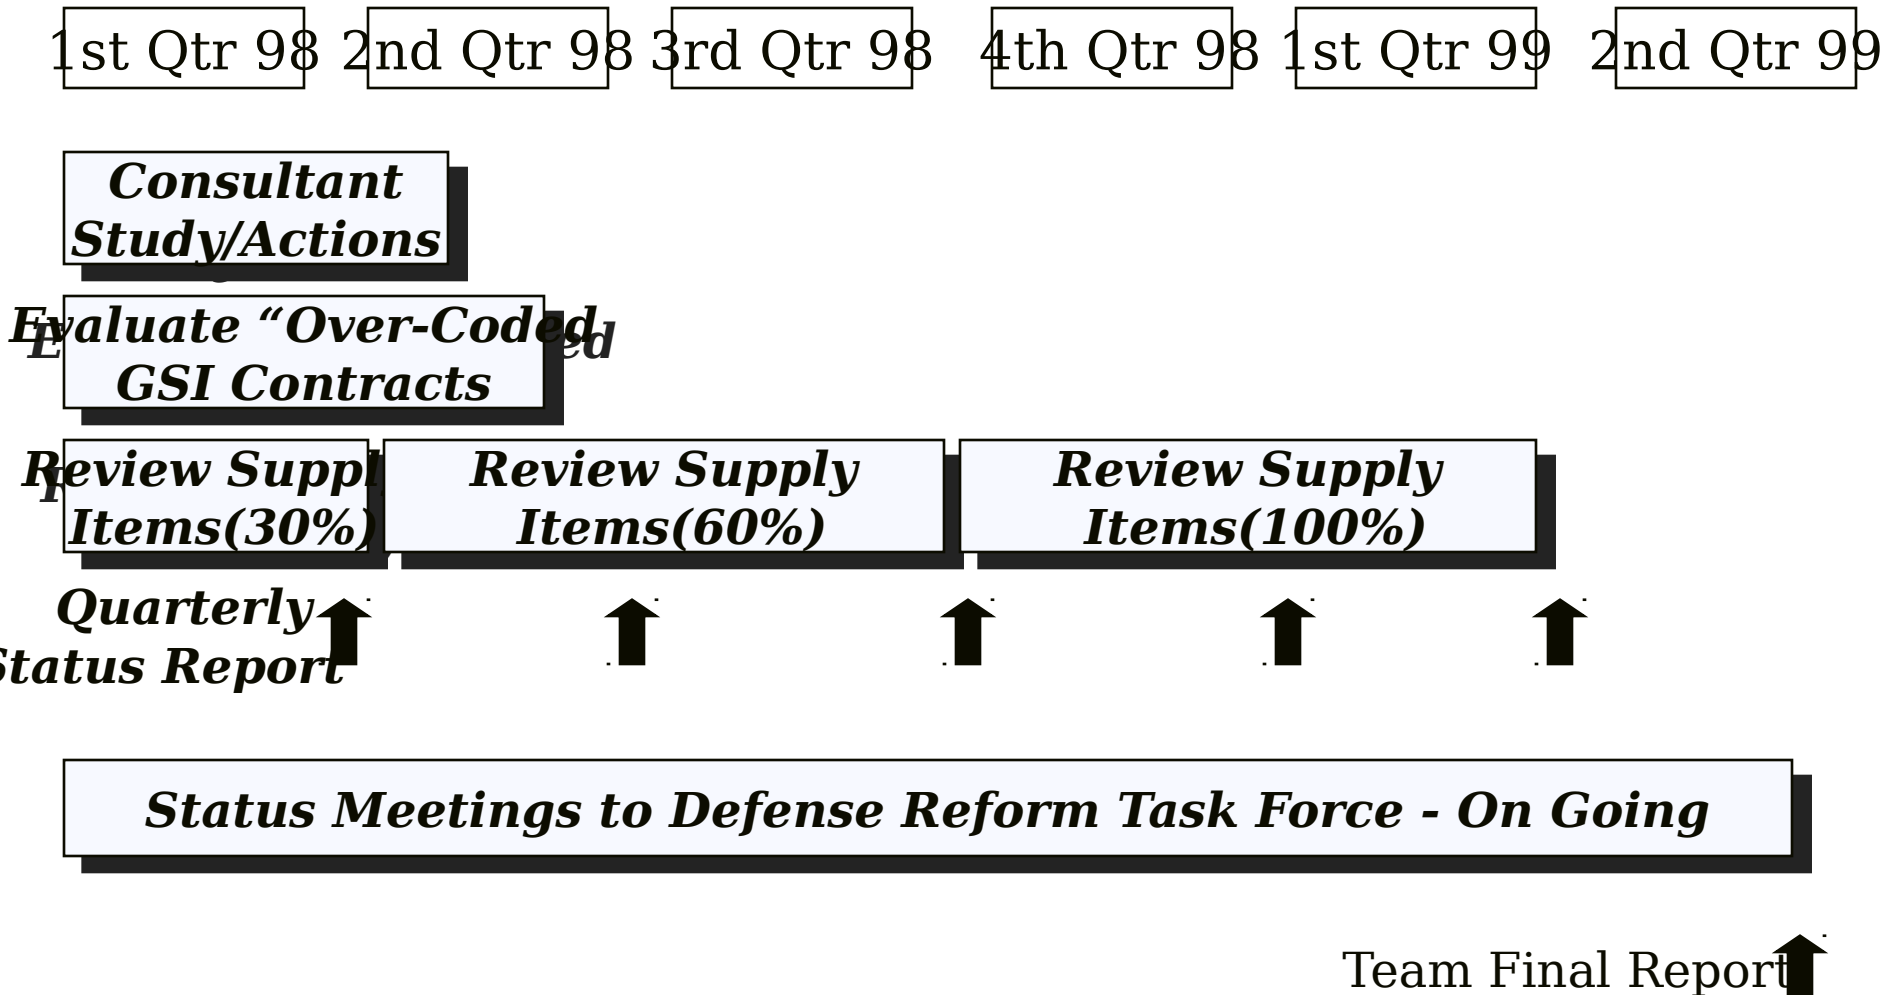 1st Qtr 98 2nd Qtr 98 3rd Qtr 98 4th Qtr 98 1st Qtr 99 2nd Qtr 99
Consultant
Study/Actions
Evaluate “Over-Coded
GSI Contracts
Review Supply
Items(30%)
Review Supply
Items(60%)
Review Supply
Items(100%)
Quarterly
Status Report
Status Meetings to Defense Reform Task Force - On Going
Team Final Report